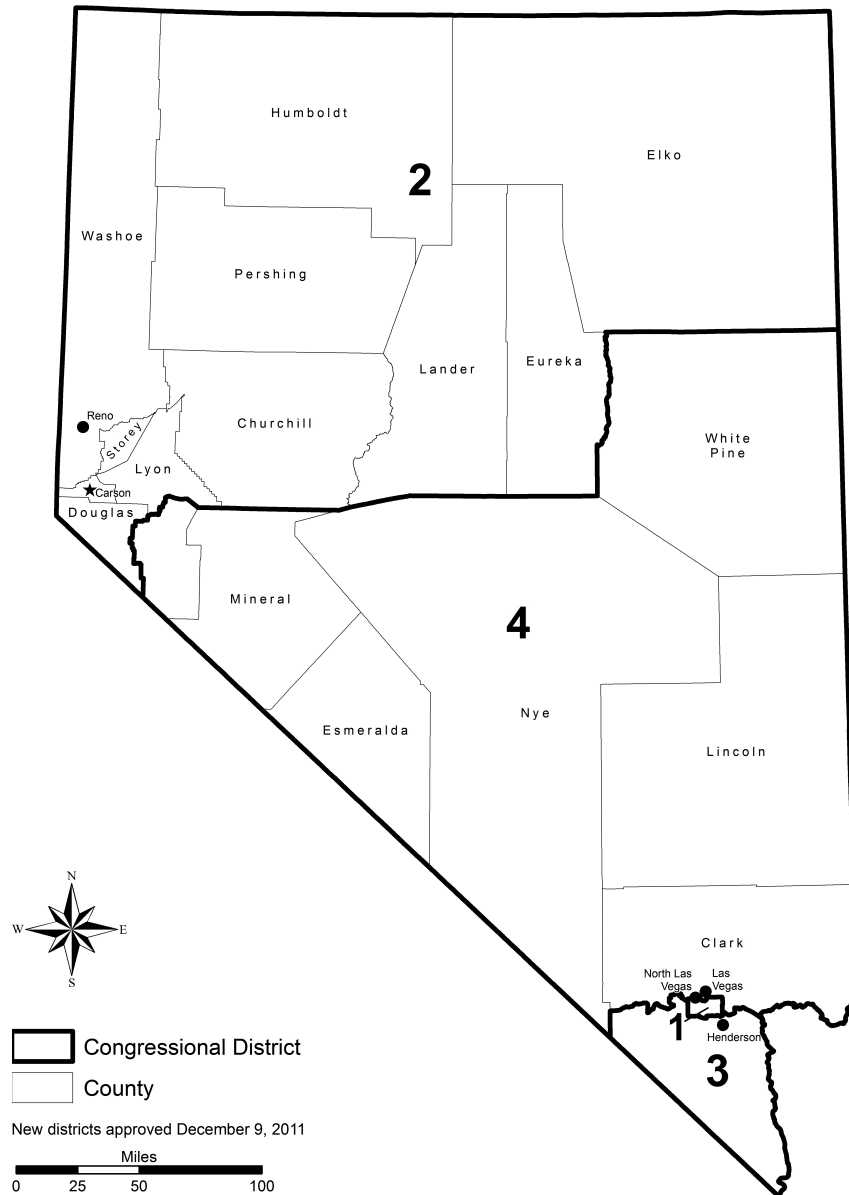 Humboldt
Elko
2
Washoe
Pershing
Lander
Eureka
Reno
Churchill
Storey
White
Pine
Lyon
Carson
Douglas
Mineral
4
Nye
Esmeralda
Lincoln
N
W
E
S
Clark
North Las
Vegas
Las
Vegas
1
Henderson
3
Congressional District
County
New districts approved December 9, 2011
Miles
0 25 50 100